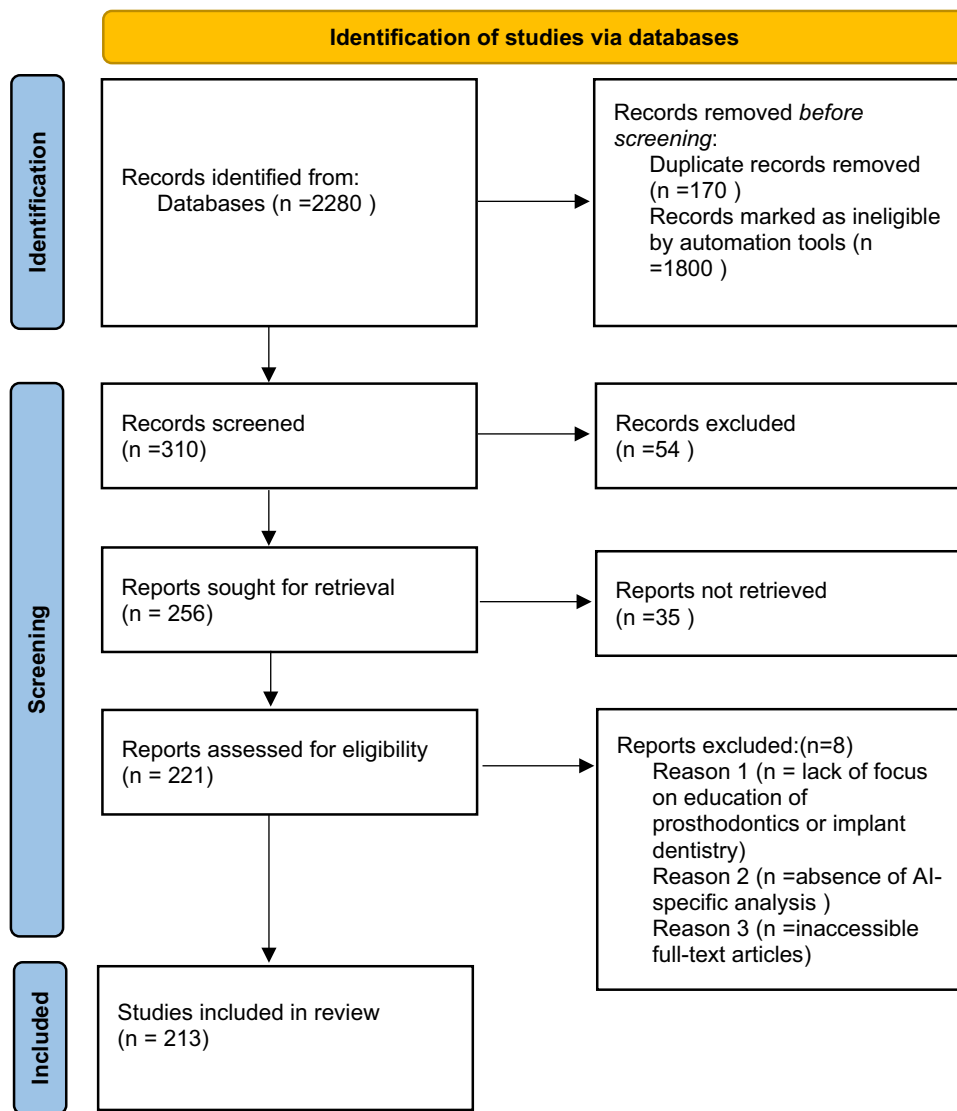 Identification of studies via databases
Identification
Records identified from:
Databases (n =2280 )
Records removed before
screening:
Duplicate records removed
(n =170 )
Records marked as ineligible
by automation tools (n
=1800 )
Screening
Records screened
(n =310)
Records excluded
(n =54 )
Reports sought for retrieval
(n = 256)
Reports not retrieved
(n =35 )
Reports assessed for eligibility
(n = 221)
Reports excluded:(n=8)
Reason 1 (n = lack of focus
on education of
prosthodontics or implant
dentistry)
Reason 2 (n =absence of AI-
specific analysis )
Reason 3 (n =inaccessible
full-text articles)
Included
Studies included in review
(n = 213)